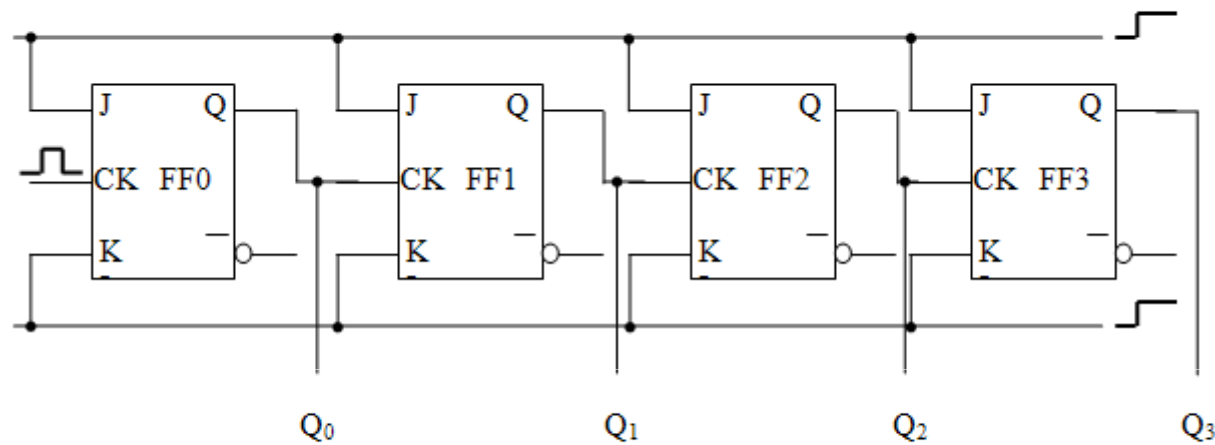 J Q J Q J Q J Q
CK FF0 CK FF1 CK FF2 CK FF3
K K K K
Q₀ Q₁ Q₂ Q₃